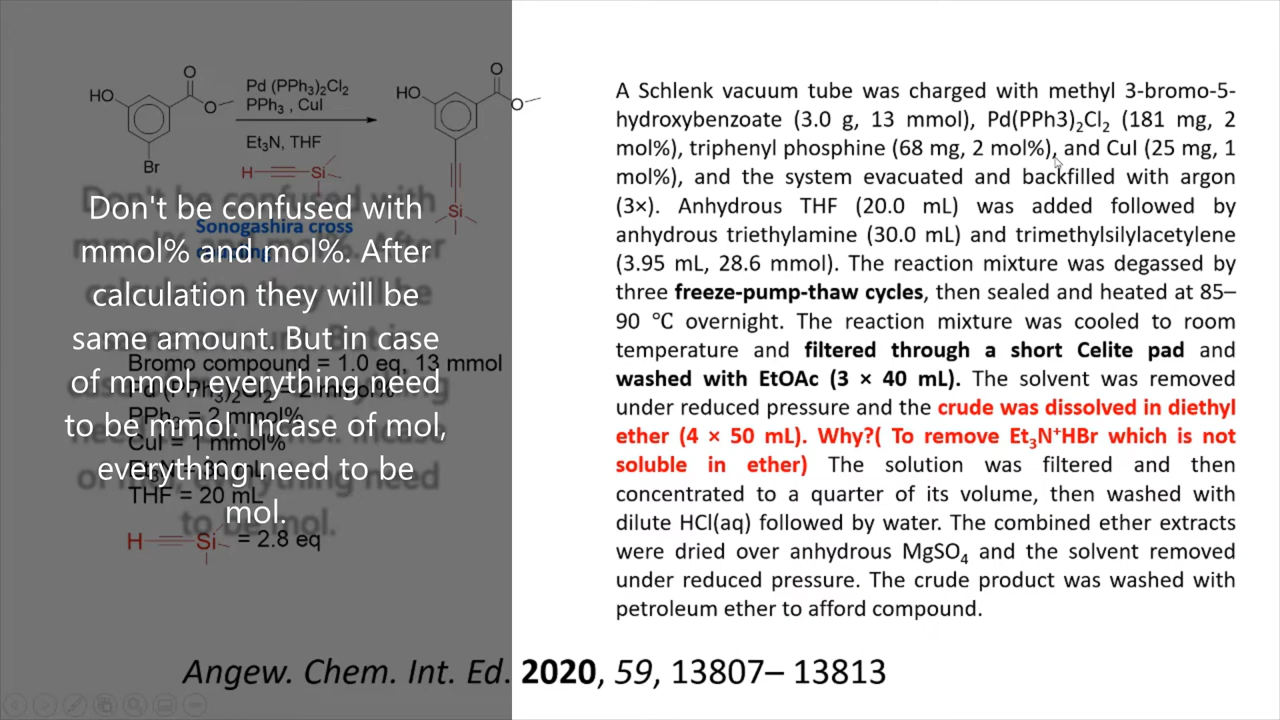 HO
O
O
Br
Pd (PPh3)2Cl2
PPh3 , CuI
Et3N, THF
H
Si
HO
O
O
Si
Sonogashira cross
Don't be confused with
mmol% and mol%. After
calculation they will be
same amount. But in case
of mmol, everything need
to be mmol. Incase of mol,
everything need to be
mol.
Bromo compound = 1.0 eq, 13 mmol
Pd (PPh3)2Cl2 = 2 mmol%
PPh3 = 2 mmol%
CuI = 1 mmol%
Et3N = 30 mL
THF = 20 mL
H Si = 2.8 eq
A Schlenk vacuum tube was charged with methyl 3-bromo-5-
hydroxybenzoate (3.0 g, 13 mmol), Pd(PPh3)2Cl2 (181 mg, 2
mol%), triphenyl phosphine (68 mg, 2 mol%), and CuI (25 mg, 1
mol%), and the system evacuated and backfilled with argon
(3×). Anhydrous THF (20.0 mL) was added followed by
anhydrous triethylamine (30.0 mL) and trimethylsilylacetylene
(3.95 mL, 28.6 mmol). The reaction mixture was degassed by
three freeze-pump-thaw cycles, then sealed and heated at 85–
90 °C overnight. The reaction mixture was cooled to room
temperature and filtered through a short Celite pad and
washed with EtOAc (3 × 40 mL). The solvent was removed
under reduced pressure and the crude was dissolved in diethyl
ether (4 × 50 mL). Why?( To remove Et3N+HBr which is not
soluble in ether) The solution was filtered and then
concentrated to a quarter of its volume, then washed with
dilute HCl(aq) followed by water. The combined ether extracts
were dried over anhydrous MgSO4 and the solvent removed
under reduced pressure. The crude product was washed with
petroleum ether to afford compound.
Angew. Chem. Int. Ed. 2020, 59, 13807– 13813